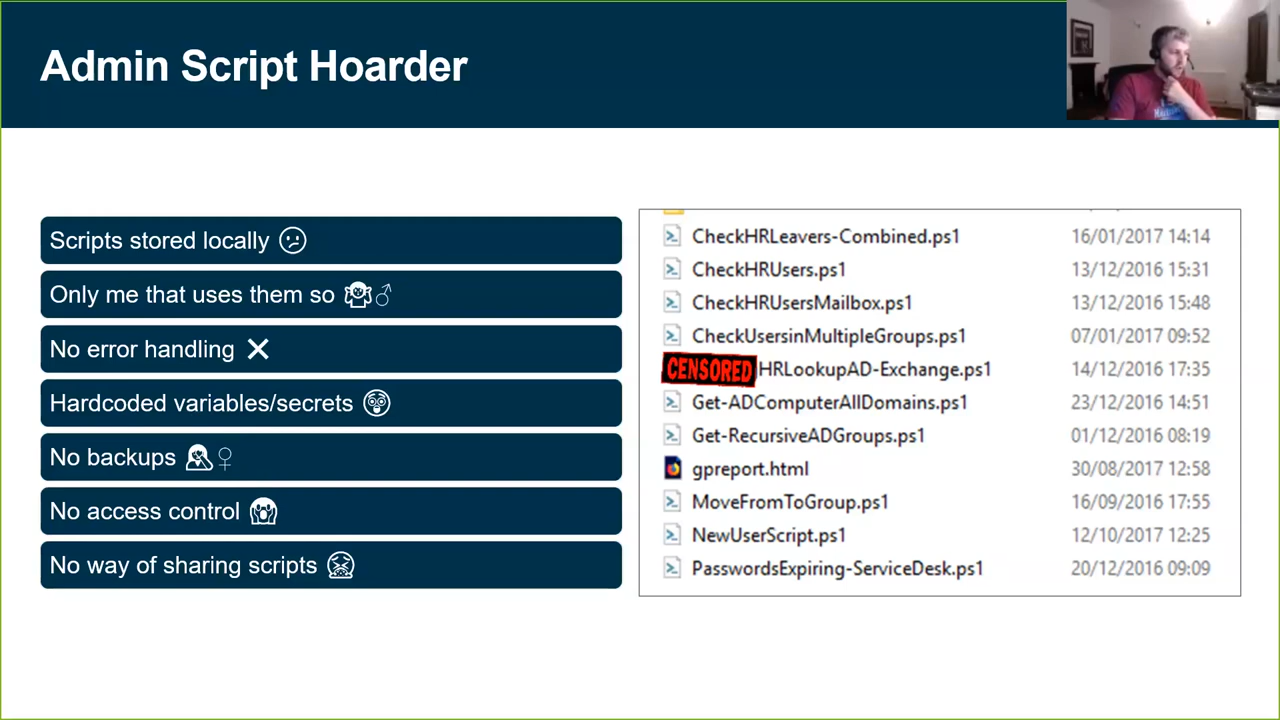 Admin Script Hoarder
Scripts stored locally
Only me that uses them so
No error handling
Hardcoded variables/secrets
No backups
No access control
No way of sharing scripts
CheckHRLeavers-Combined.ps1 16/01/2017 14:14
CheckHRUsers.ps1 13/12/2016 15:31
CheckHRUsersMailbox.ps1 13/12/2016 15:48
CheckUsersinMultipleGroups.ps1 07/01/2017 09:52
CENSORED HRLookupAD-Exchange.ps1 14/12/2016 17:35
Get-ADComputerAllDomains.ps1 23/12/2016 14:51
Get-RecursiveADGroups.ps1 01/12/2016 08:19
gpreport.html 30/08/2017 12:58
MoveFromToGroup.ps1 16/09/2016 17:55
NewUserScript.ps1 12/10/2017 12:25
PasswordsExpiring-ServiceDesk.ps1 20/12/2016 09:09